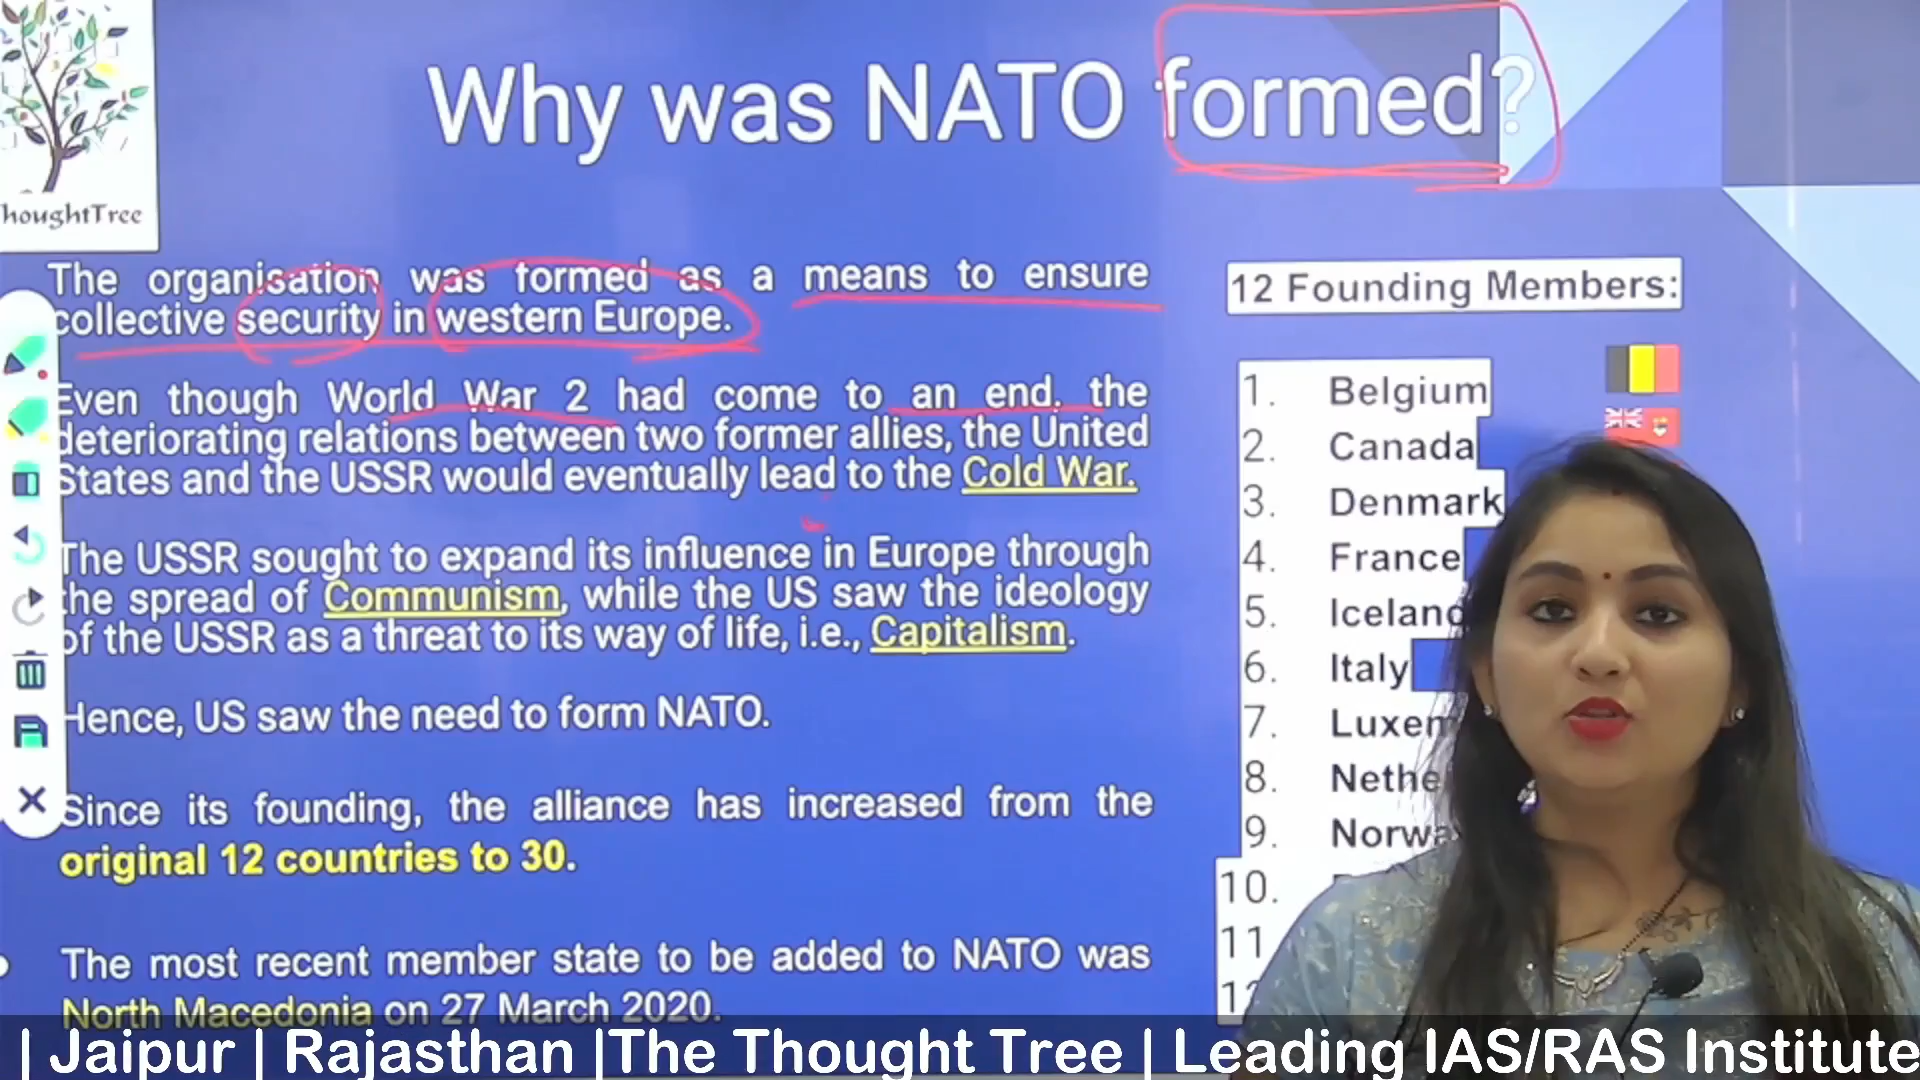 Why was NATO formed?
houghtTree
The organisation was formed as a means to ensure
collective security in western Europe.
12 Founding Members:
Even though World War 2 had come to an end. the
deteriorating relations between two former allies, the United
States and the USSR would eventually lead to the Cold War.
The USSR sought to expand its influence in Europe through
the spread of Communism, while the US saw the ideology
of the USSR as a threat to its way of life, i.e., Capitalism.
Hence, US saw the need to form NATO.
Since its founding, the alliance has increased from the
original 12 countries to 30.
The most recent member state to be added to NATO was
North Macedonia on 27 March 2020.
1. Belgium
2. Canada
3. Denmark
4. France
5. Iceland
6. Italy
7. Luxem
8. Nethe
9. Norwa
10.
11
12
| Jaipur | Rajasthan |The Thought Tree | Leading IAS/RAS Institute